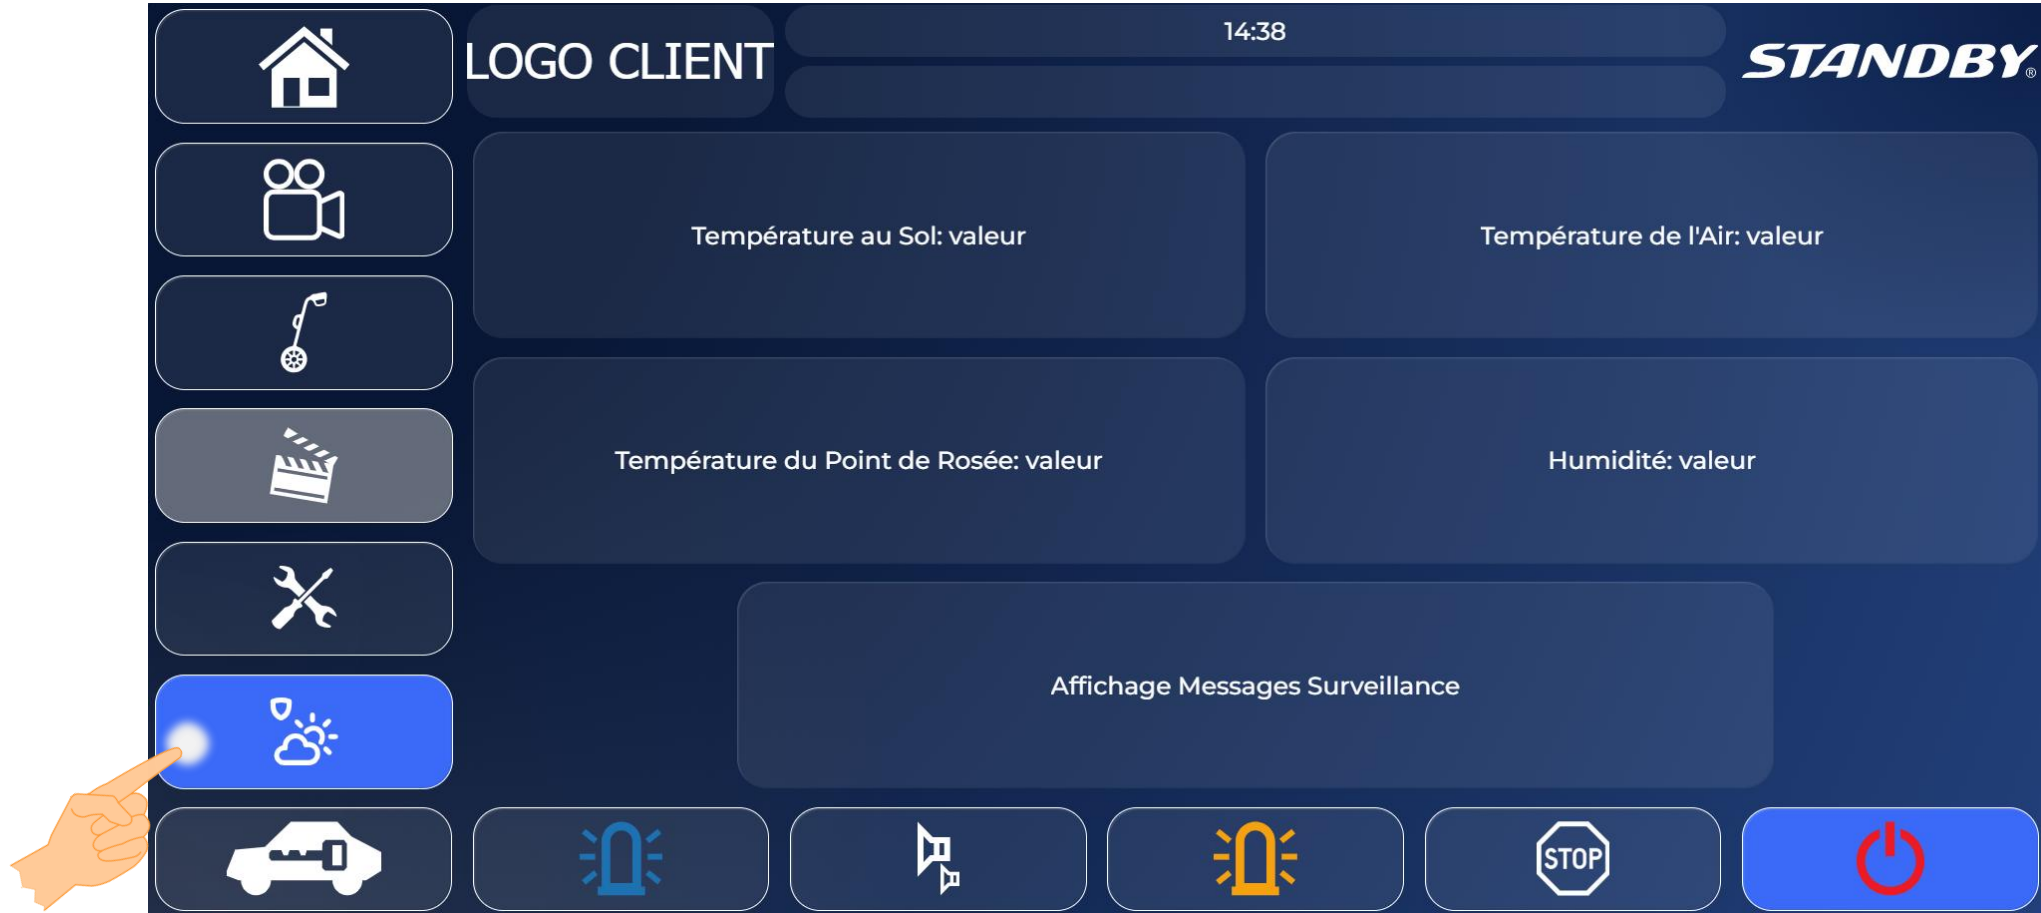 LOGO CLIENT
14:38
STANDBY®
Température au Sol: valeur
Température de l'Air: valeur
Température du Point de Rosée: valeur
Humidité: valeur
Affichage Messages Surveillance
STOP